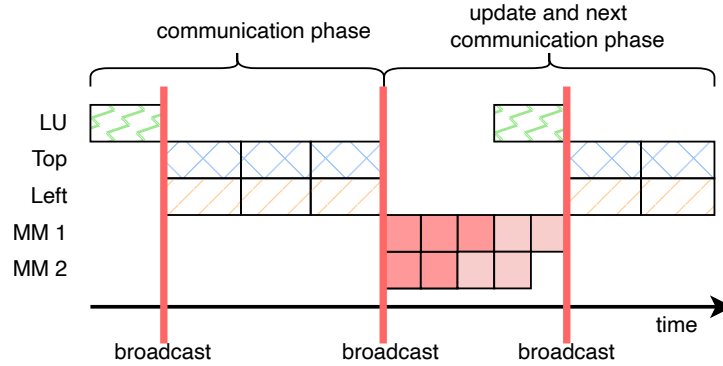 communication phase
update and next
communication phase
LU
Top
Left
MM 1
MM 2
time
broadcast
broadcast
broadcast